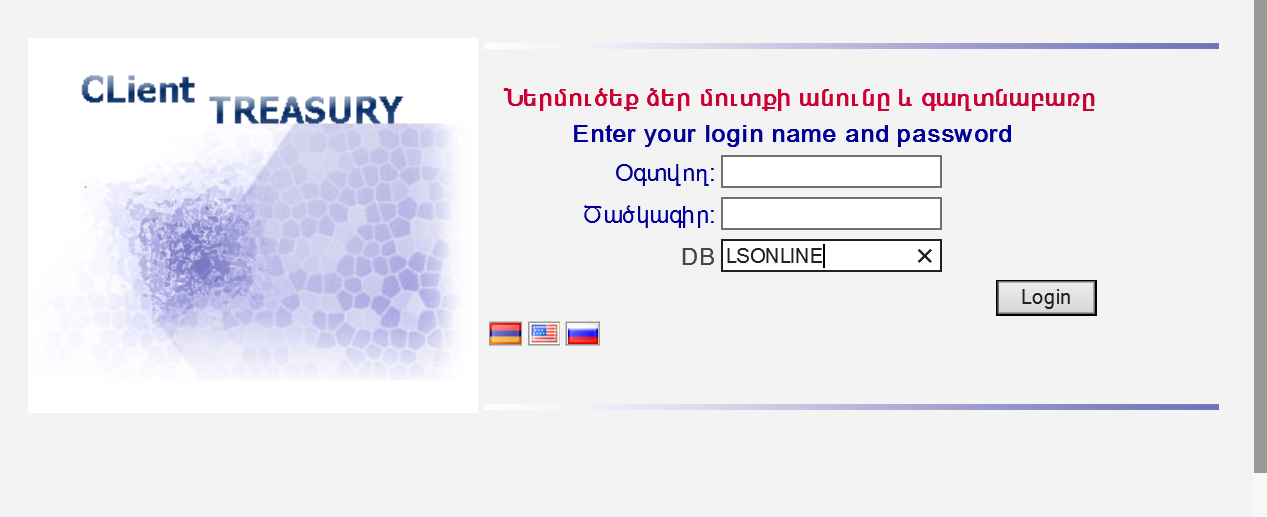 CLient
TREASURY
Ներմուծեք ձեր մուտքի անունը և գաղտնաբառը
Enter your login name and password
Օգտվող:
Ծածկագիր:
DB LSONLINE
Login